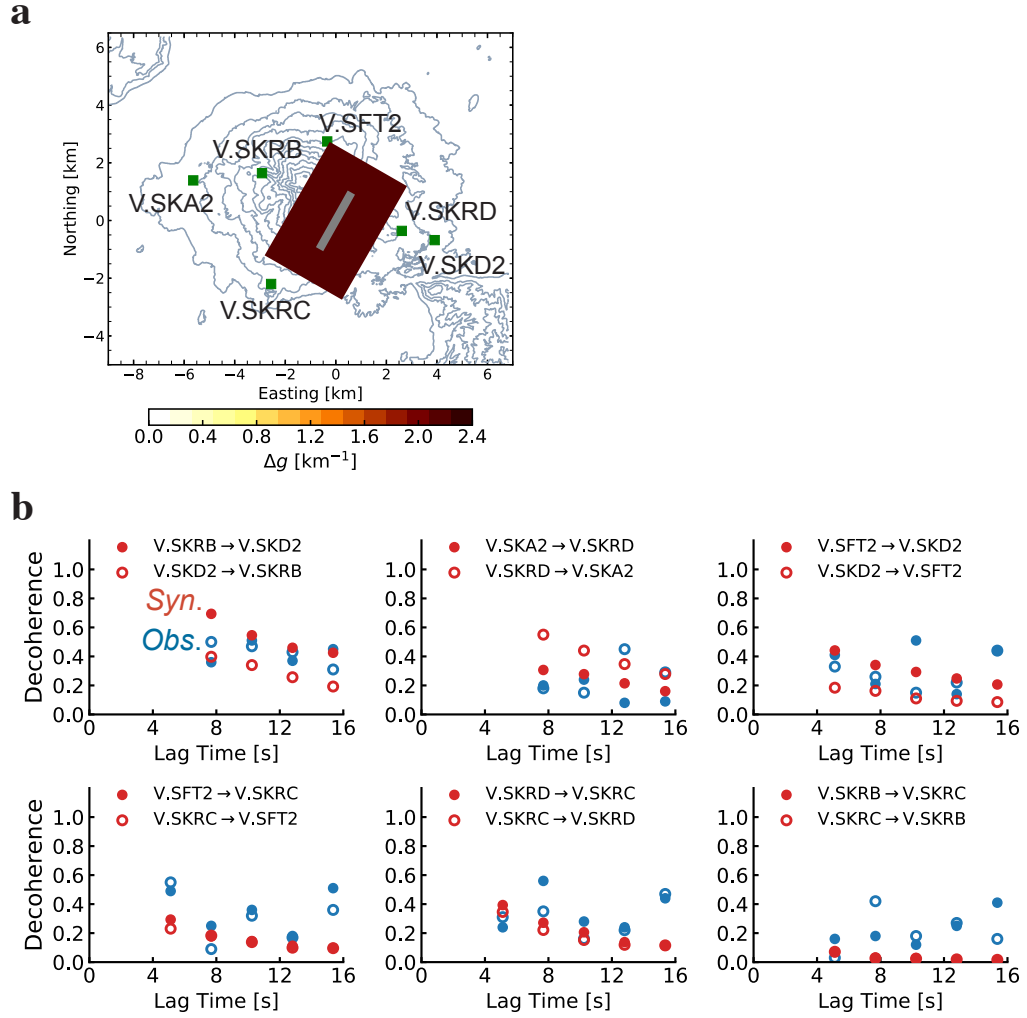 a
6
4
2
0
−2
−4
Northing [km]
V.SFT2
V.SKRB
V.SKA2
V.SKRD
V.SKD2
V.SKRC
−8 −6 −4 −2 0 2 4 6
Easting [km]
0.0 0.4 0.8 1.2 1.6 2.0 2.4
Δg [km⁻¹]
b
V.SKRB → V.SKD2
V.SKD2 → V.SKRB
Syn.
Obs.
Decoherence
1.0
0.8
0.6
0.4
0.2
0.0
0 4 8 12 16
Lag Time [s]
V.SKA2 → V.SKRD
V.SKRD → V.SKA2
1.0
0.8
0.6
0.4
0.2
0.0
0 4 8 12 16
Lag Time [s]
V.SFT2 → V.SKD2
V.SKD2 → V.SFT2
1.0
0.8
0.6
0.4
0.2
0.0
0 4 8 12 16
Lag Time [s]
V.SFT2 → V.SKRC
V.SKRC → V.SFT2
Decoherence
1.0
0.8
0.6
0.4
0.2
0.0
0 4 8 12 16
Lag Time [s]
V.SKRD → V.SKRC
V.SKRC → V.SKRD
1.0
0.8
0.6
0.4
0.2
0.0
0 4 8 12 16
Lag Time [s]
V.SKRB → V.SKRC
V.SKRC → V.SKRB
1.0
0.8
0.6
0.4
0.2
0.0
0 4 8 12 16
Lag Time [s]